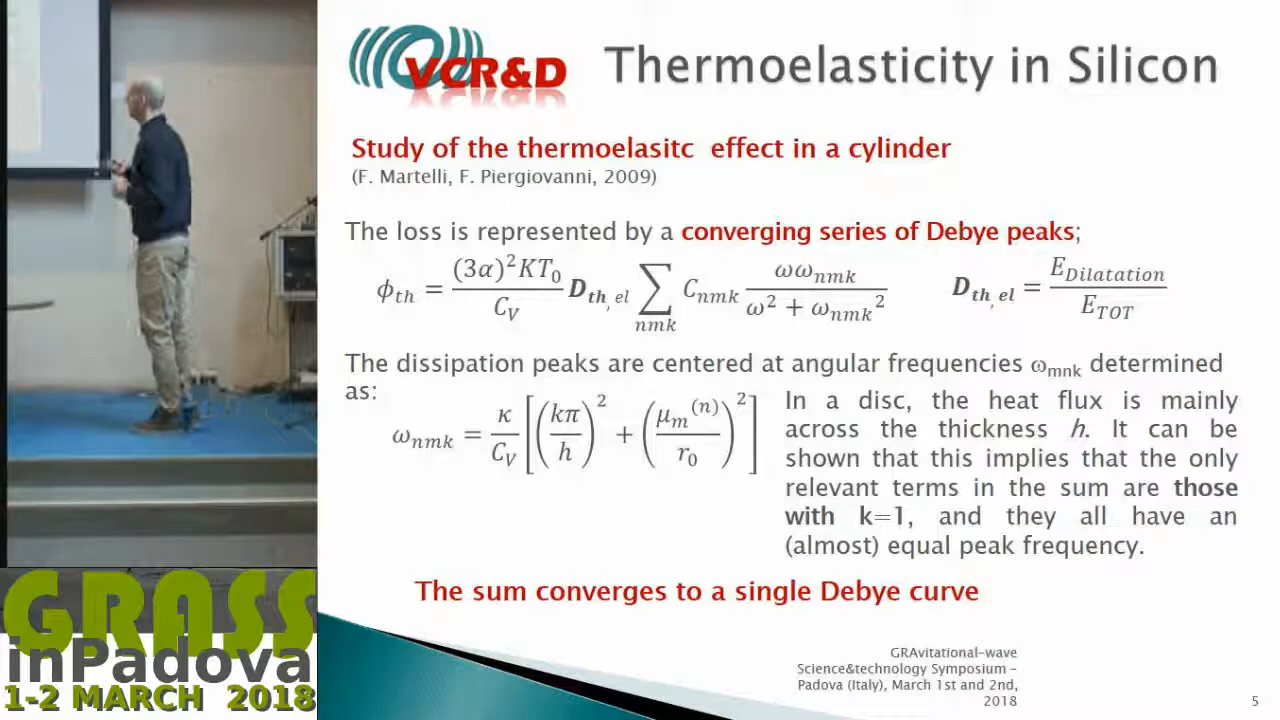 VCR&D
Thermoelasticity in Silicon
Study of the thermoelasitc effect in a cylinder
(F. Martelli, F. Piergiovanni, 2009)
The loss is represented by a converging series of Debye peaks;
ϕ_th = (3α)²KT₀ / C_V D_th,el ∑_nmk C_nmk ωω_nmk / (ω² + ω_nmk²)
D_th,el = E_Dilatation / E_TOT
The dissipation peaks are centered at angular frequencies ω_mnk determined
as:
ω_nmk = κ/C_V [(kπ/h)² + (μ_m^(n)/r₀)²]
In a disc, the heat flux is mainly
across the thickness h. It can be
shown that this implies that the only
relevant terms in the sum are those
with k=1, and they all have an
(almost) equal peak frequency.
The sum converges to a single Debye curve
GRASS
inPadova
1-2 MARCH 2018
GRAvitational-wave
Science&technology Symposium –
Padova (Italy), March 1st and 2nd,
2018
5